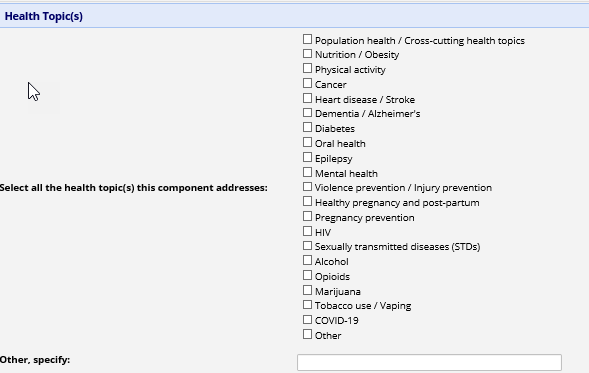 Health Topic(s)
Population health / Cross-cutting health topics
Nutrition / Obesity
Physical activity
Cancer
Heart disease / Stroke
Dementia / Alzheimer's
Diabetes
Oral health
Epilepsy
Mental health
Select all the health topic(s) this component addresses:
Violence prevention / Injury prevention
Healthy pregnancy and post-partum
Pregnancy prevention
HIV
Sexually transmitted diseases (STDs)
Alcohol
Opioids
Marijuana
Tobacco use / Vaping
COVID-19
Other
Other, specify: